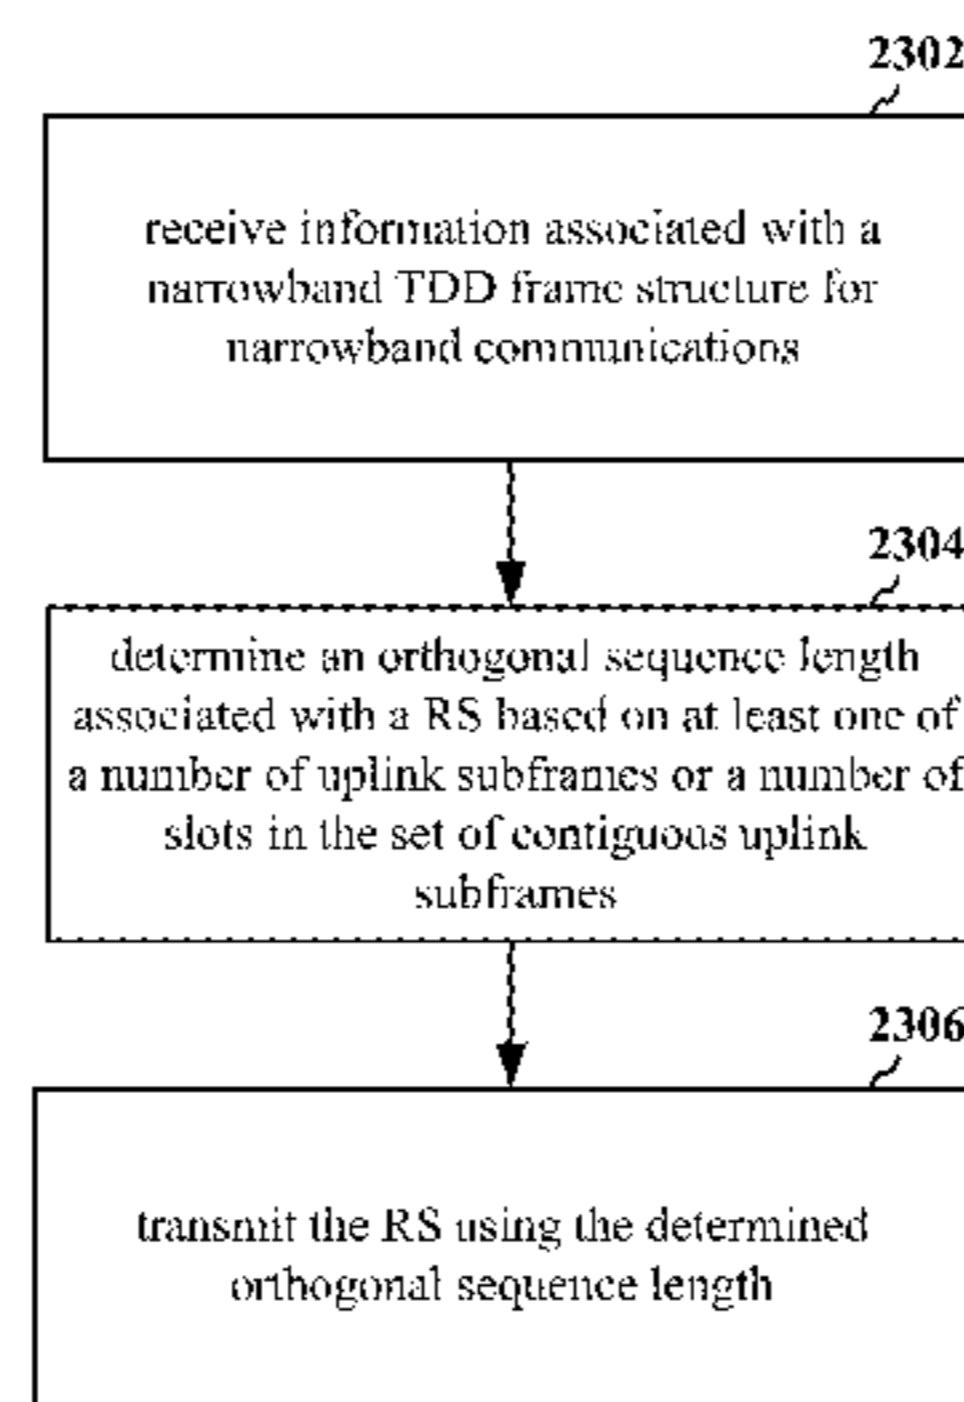 2302
receive information associated with a
narrowband TDD frame structure for
narrowband communications
2304
determine an orthogonal sequence length
associated with a RS based on at least one of
a number of uplink subframes or a number of
slots in the set of contiguous uplink
subframes
2306
transmit the RS using the determined
orthogonal sequence length